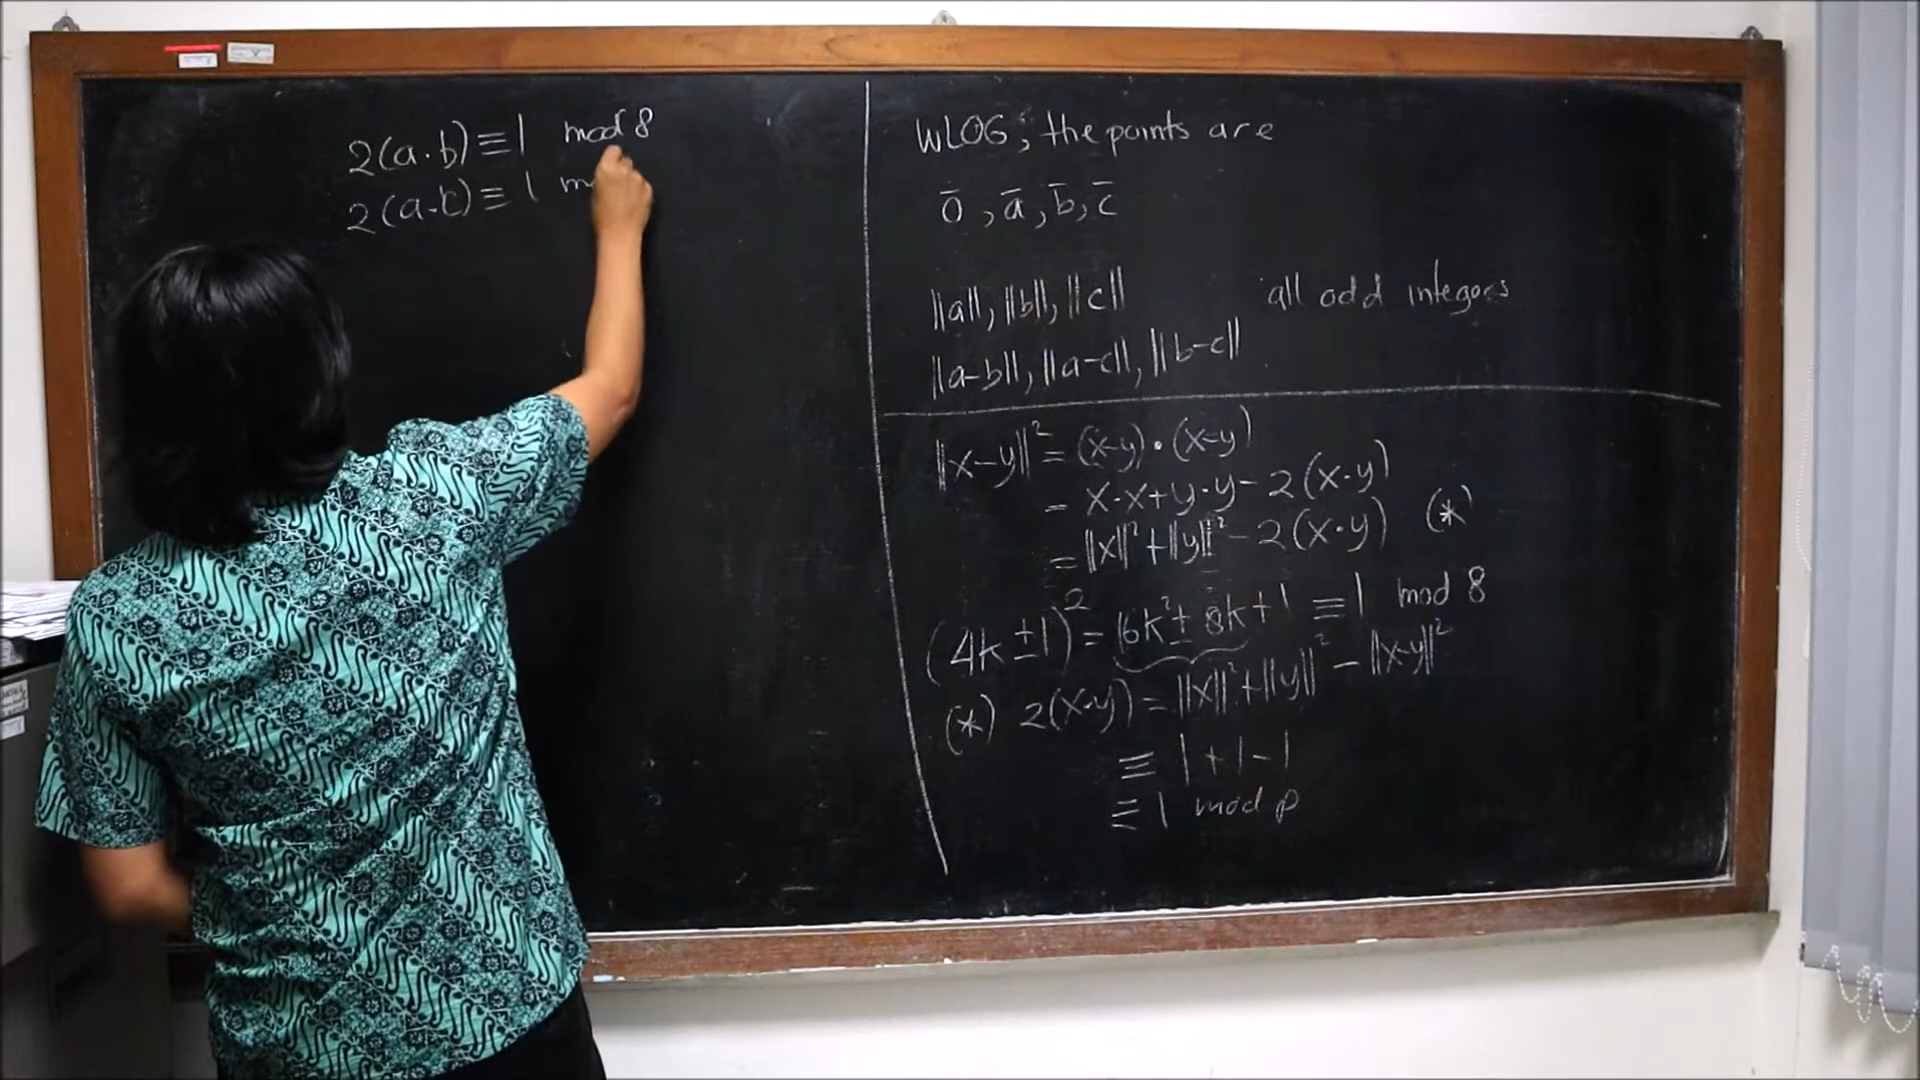 2(a·b)≡1 mod 8
2(a·c)≡1 m
WLOG, the points are
0̄, ā, b̄, c̄
||a||, ||b||, ||c|| all odd integers
||a-b||, ||a-c||, ||b-c||
||x-y||² = (x-y)·(x-y)
= x·x+y·y-2(x·y)
= ||x||²+||y||²-2(x·y) (*)
(4k±1)² = 16k²±8k+1 ≡1 mod 8
(*) 2(x·y) = ||x||²+||y||²-||x-y||²
≡ 1+1-1
≡ 1 mod p